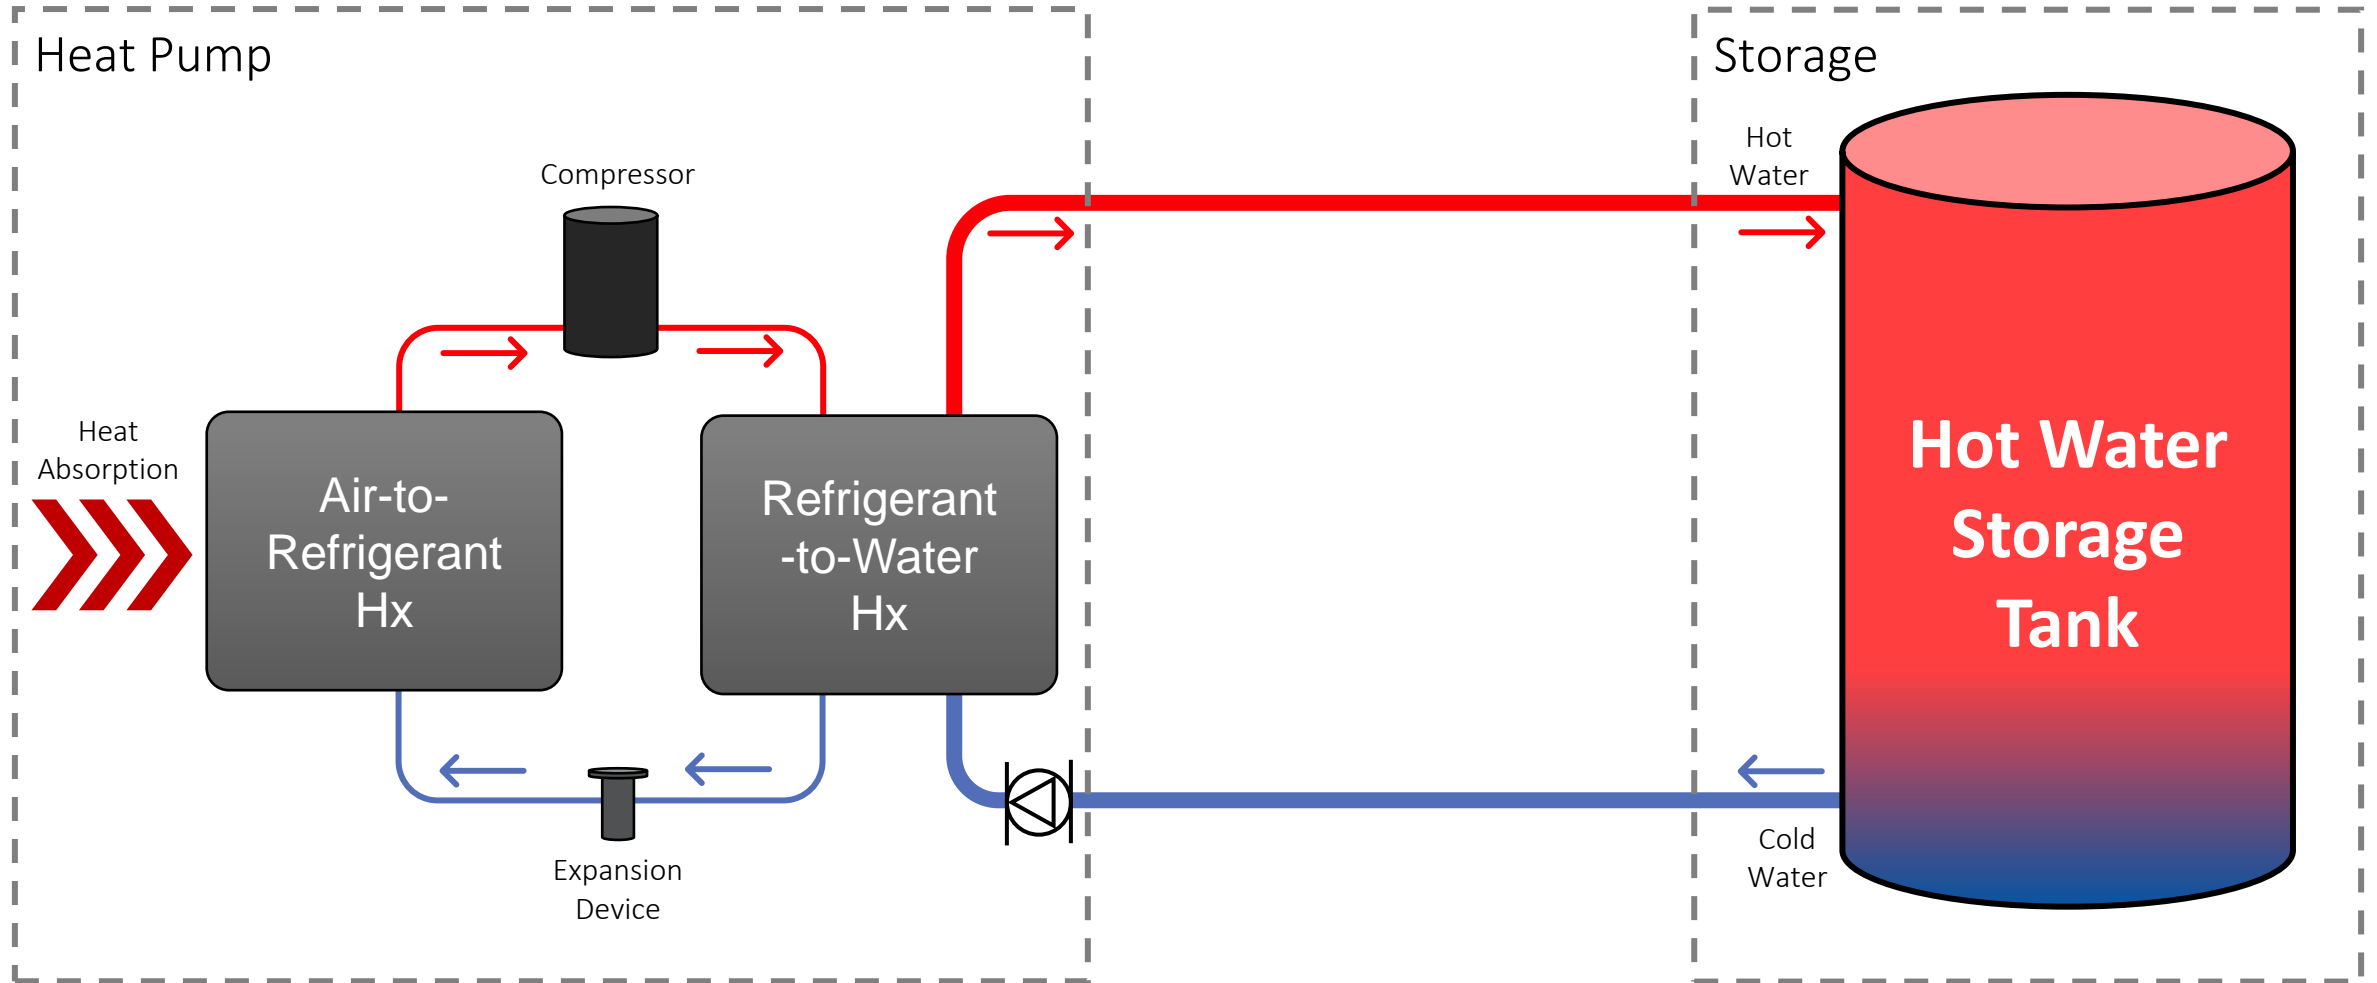 Heat Pump
Storage
Hot
Water
Compressor
Heat
Absorption
Air-to-
Refrigerant
Hx
Refrigerant
-to-Water
Hx
Hot Water
Storage
Tank
Expansion
Device
Cold
Water